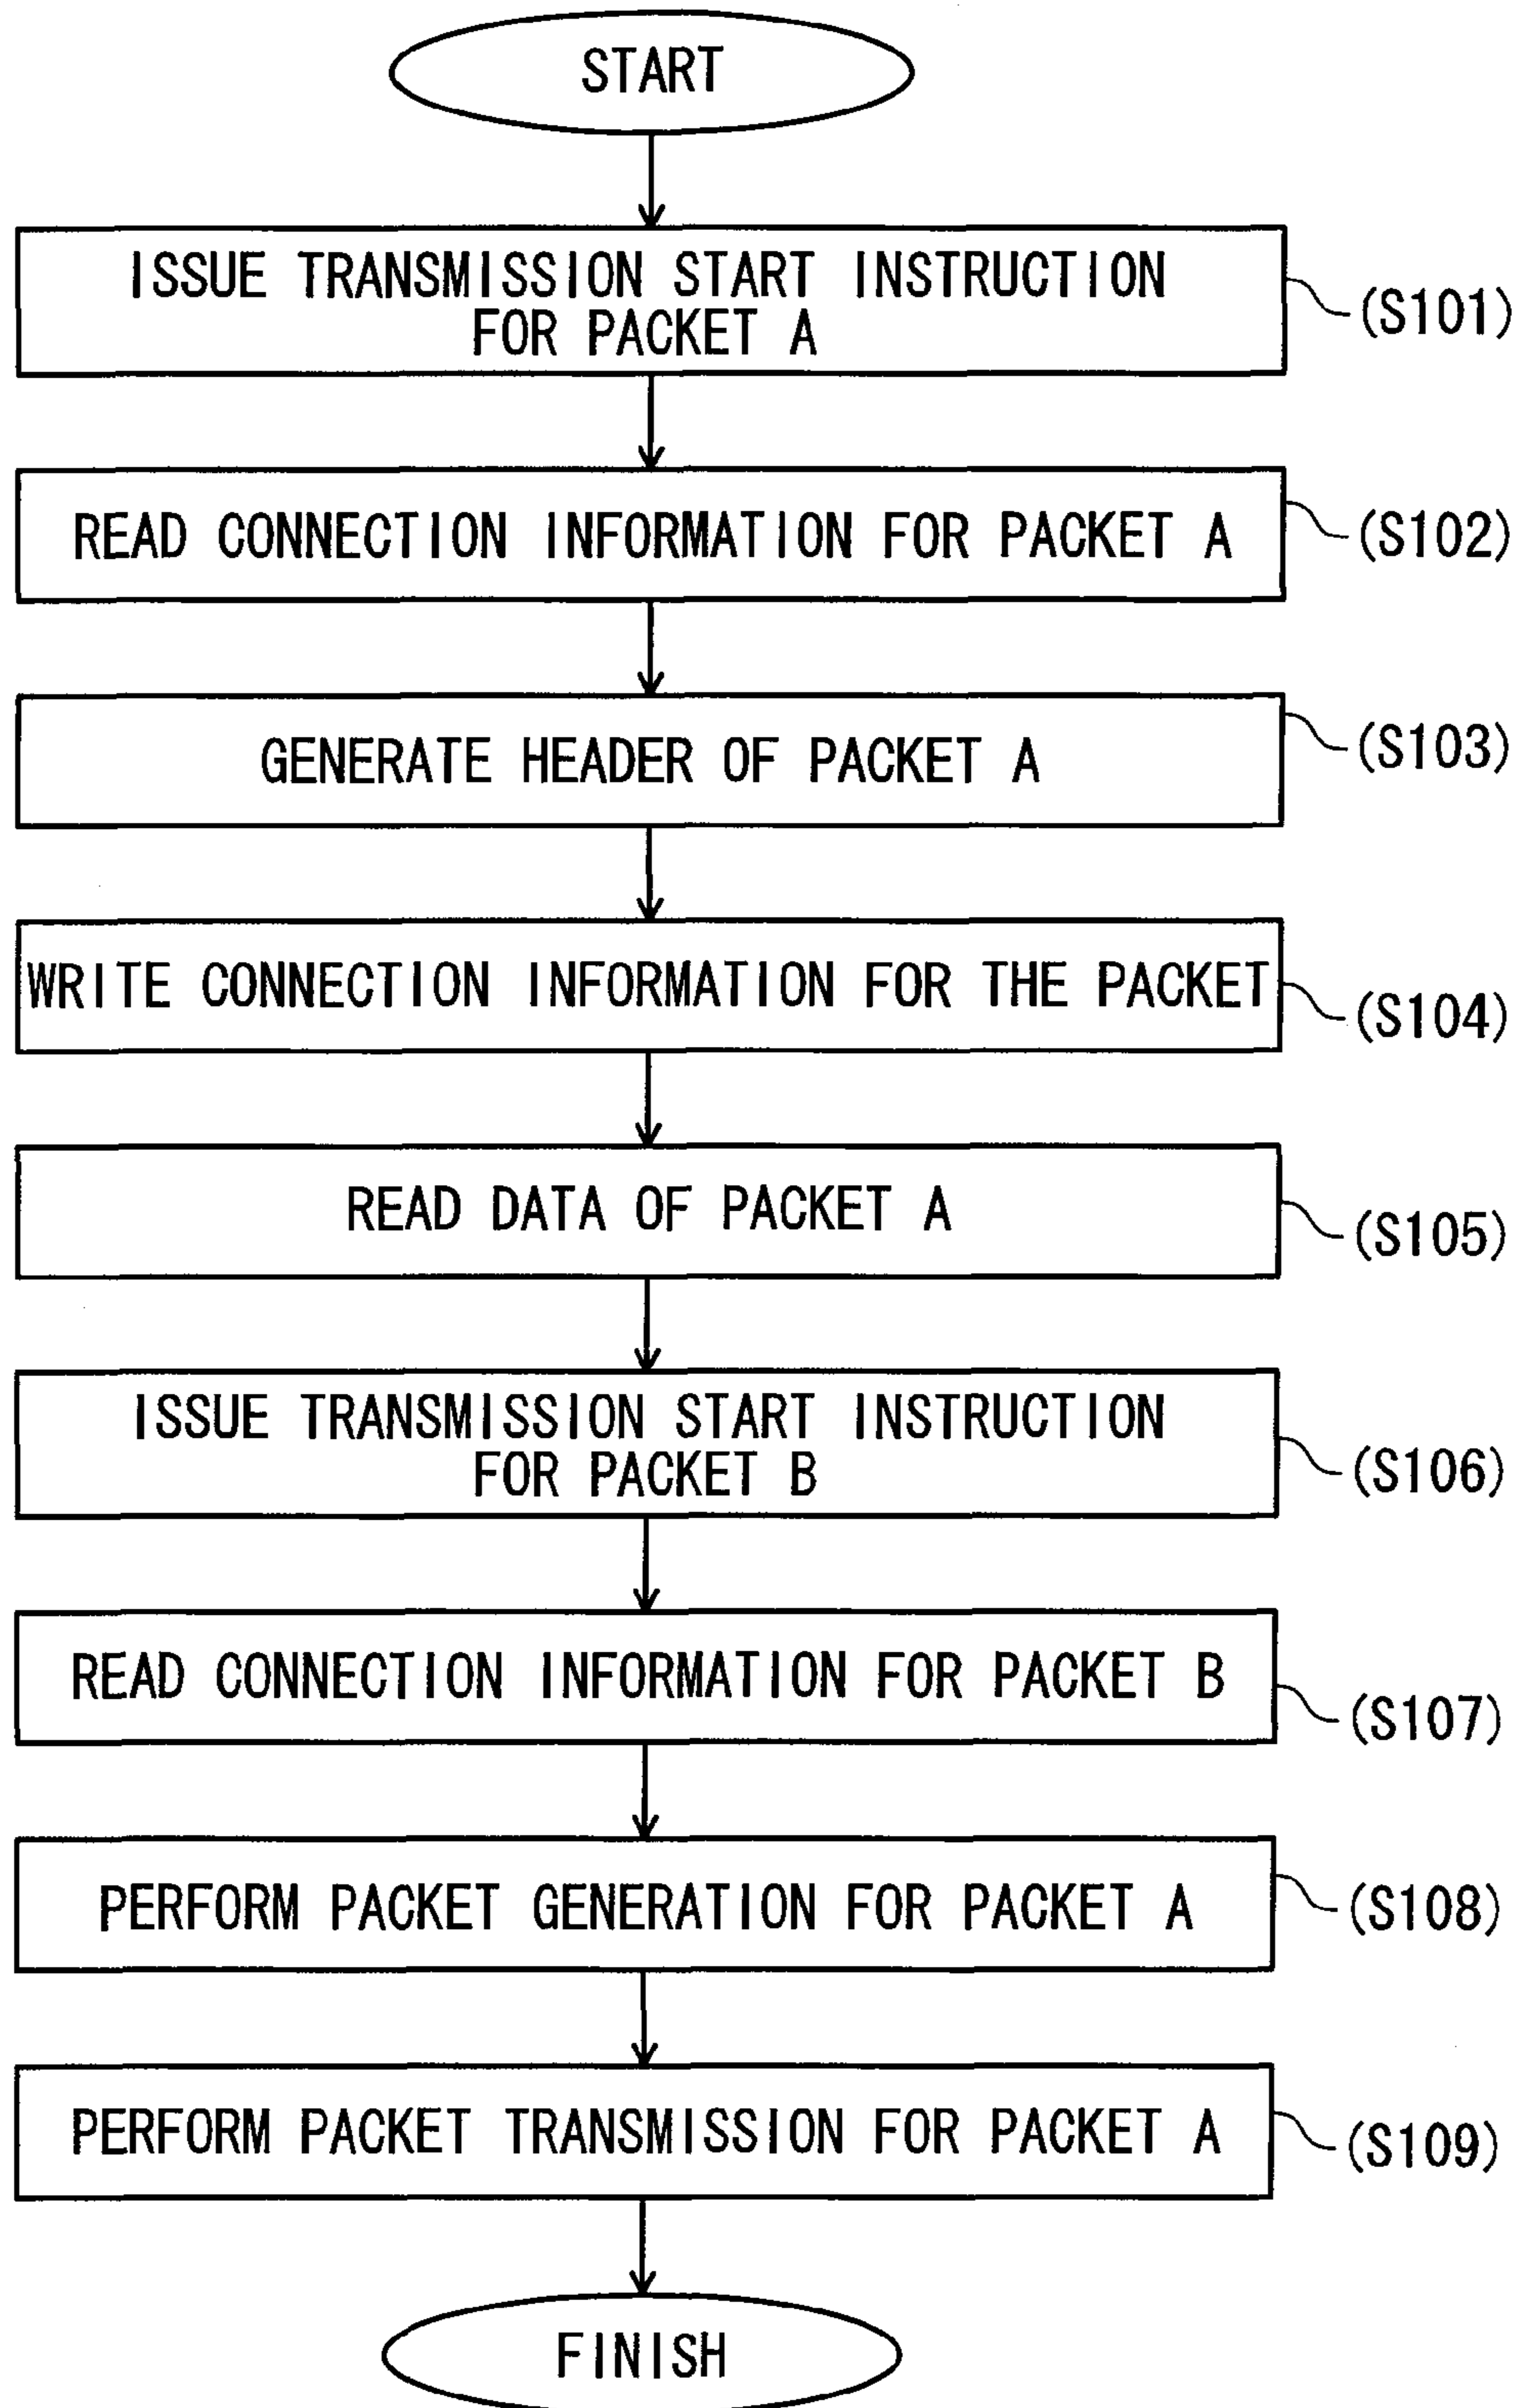 START
ISSUE TRANSMISSION START INSTRUCTION
FOR PACKET A
(S101)
READ CONNECTION INFORMATION FOR PACKET A
(S102)
GENERATE HEADER OF PACKET A
(S103)
WRITE CONNECTION INFORMATION FOR THE PACKET
(S104)
READ DATA OF PACKET A
(S105)
ISSUE TRANSMISSION START INSTRUCTION
FOR PACKET B
(S106)
READ CONNECTION INFORMATION FOR PACKET B
(S107)
PERFORM PACKET GENERATION FOR PACKET A
(S108)
PERFORM PACKET TRANSMISSION FOR PACKET A
(S109)
FINISH